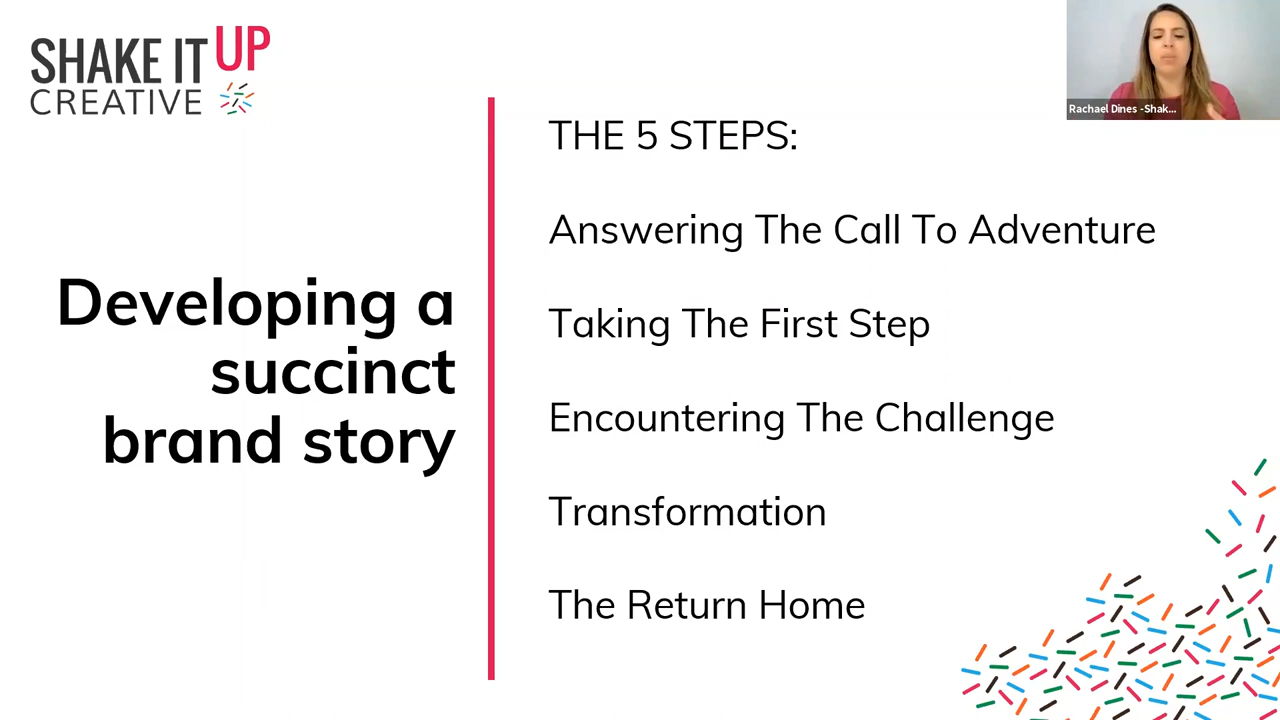 SHAKE IT UP
CREATIVE
Rachael Dines -Shak...
Developing a
succinct
brand story
THE 5 STEPS:
Answering The Call To Adventure
Taking The First Step
Encountering The Challenge
Transformation
The Return Home